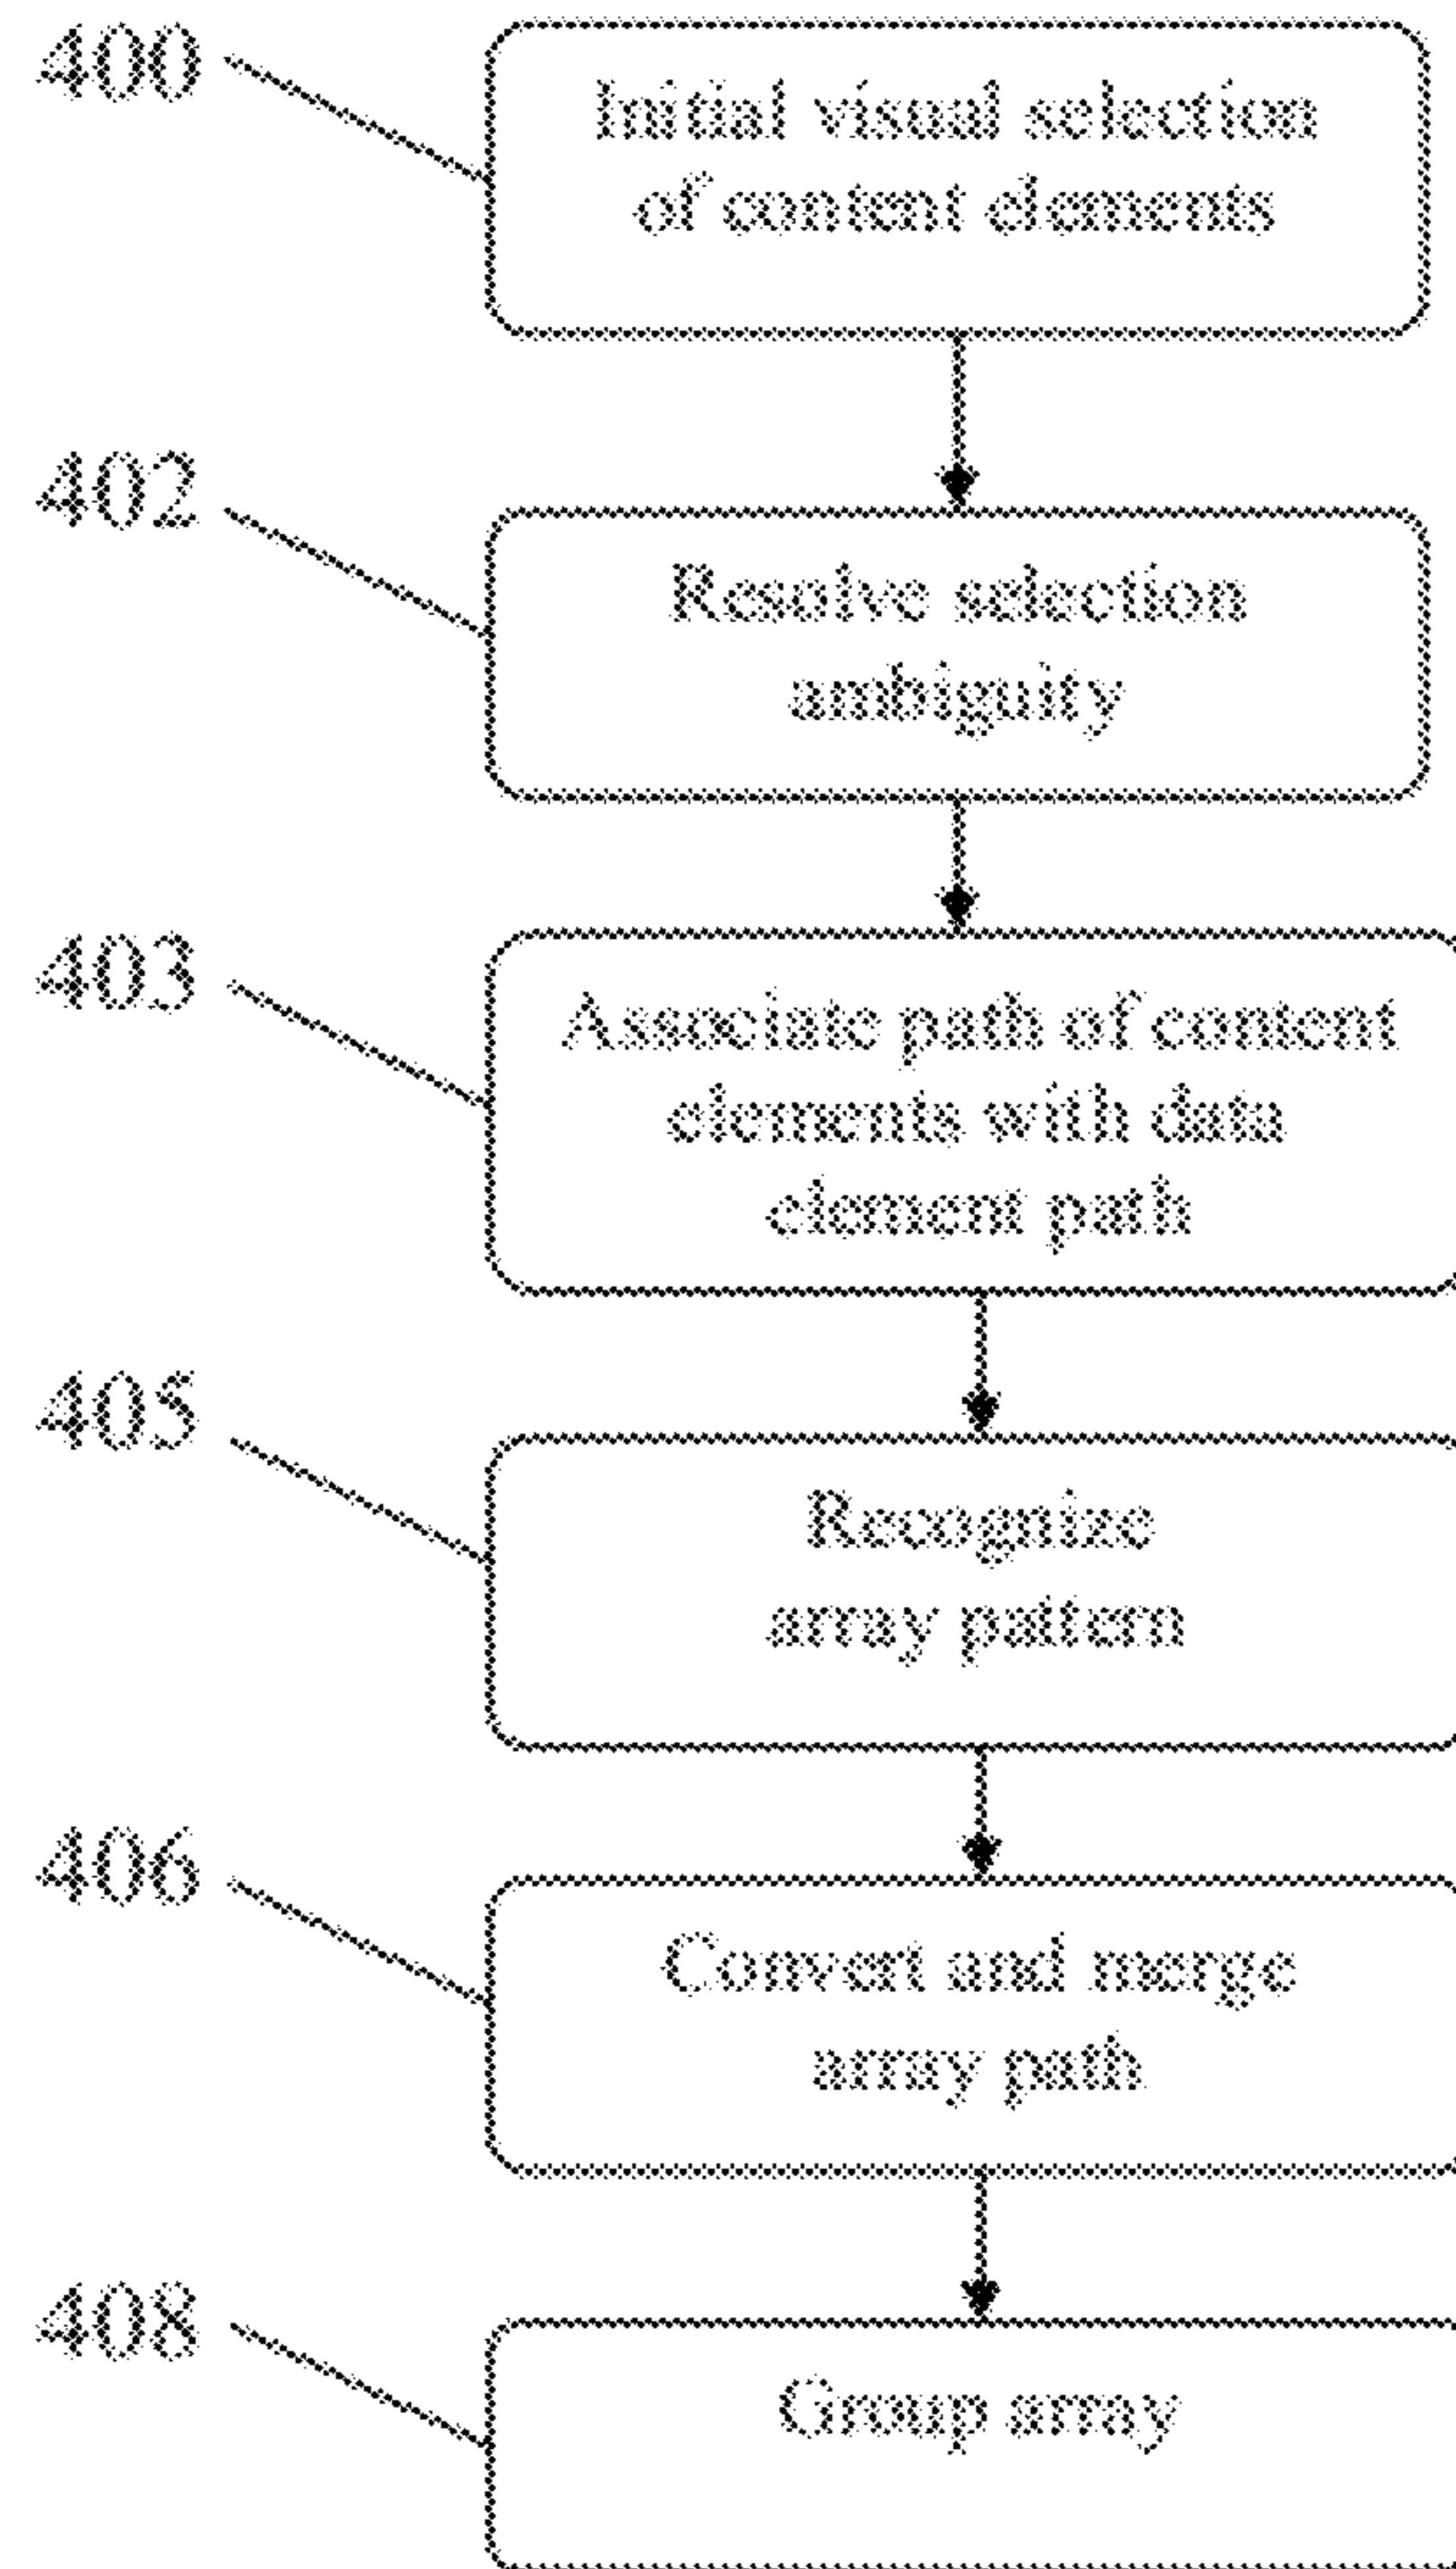 400
Initial visual selection
of content elements
402
Resolve selection
ambiguity
403
Associate path of content
elements with data
element path
405
Recognize
array pattern
406
Convert and merge
array path
408
Group array